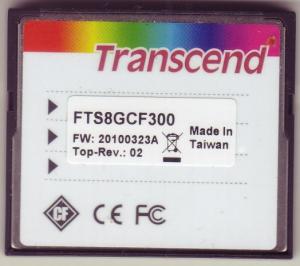 Transcend
FTS8GCF300
FW: 20100323A
Top-Rev.: 02
Made In
Taiwan
CF CE FC